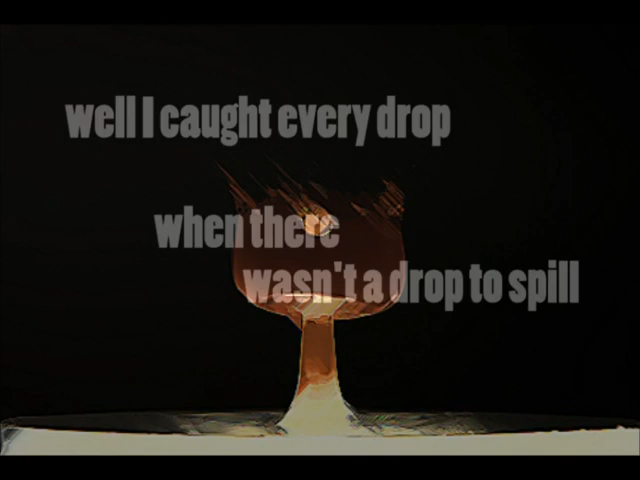 well I caught every drop
when there
wasn't a drop to spill